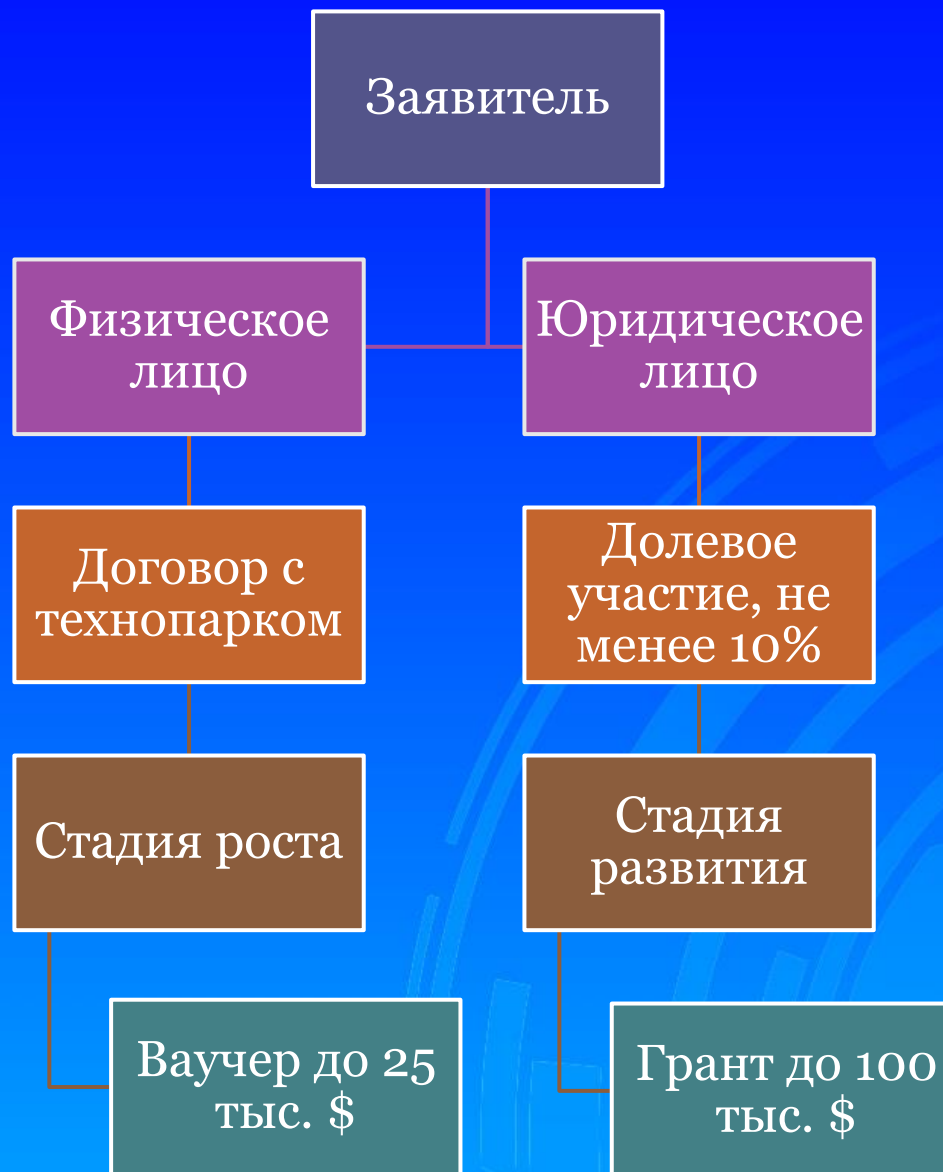 Заявитель
Физическое
лицо
Юридическое
лицо
Договор с
технопарком
Долевое
участие, не
менее 10%
Стадия роста
Стадия
развития
Ваучер до 25
тыс. $
Грант до 100
тыс. $